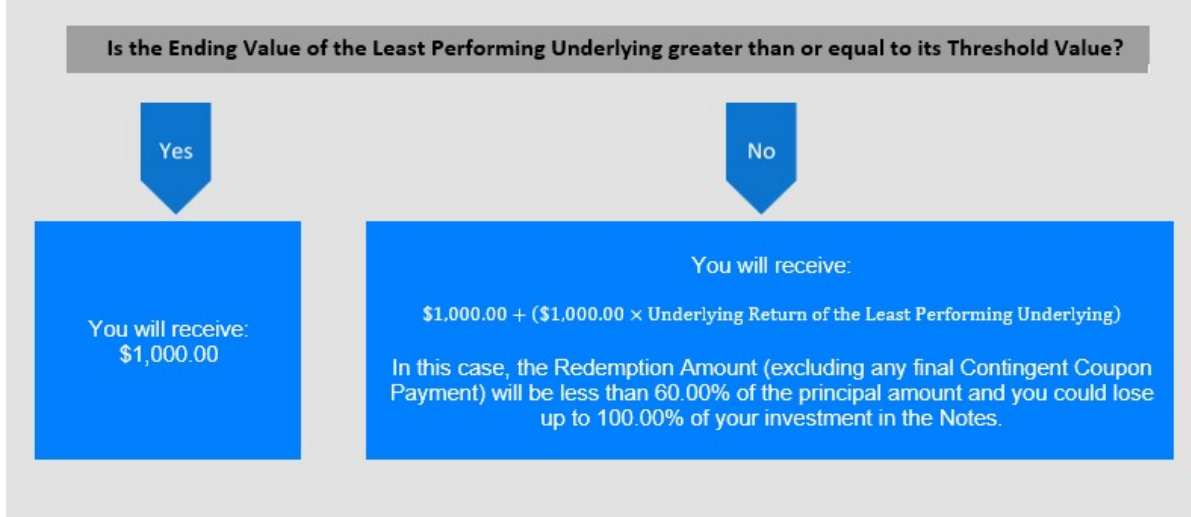 Is the Ending Value of the Least Performing Underlying greater than or equal to its Threshold Value?
Yes
No
You will receive:
$1,000.00
You will receive:
$1,000.00 + ($1,000.00 × Underlying Return of the Least Performing Underlying)
In this case, the Redemption Amount (excluding any final Contingent Coupon
Payment) will be less than 60.00% of the principal amount and you could lose
up to 100.00% of your investment in the Notes.